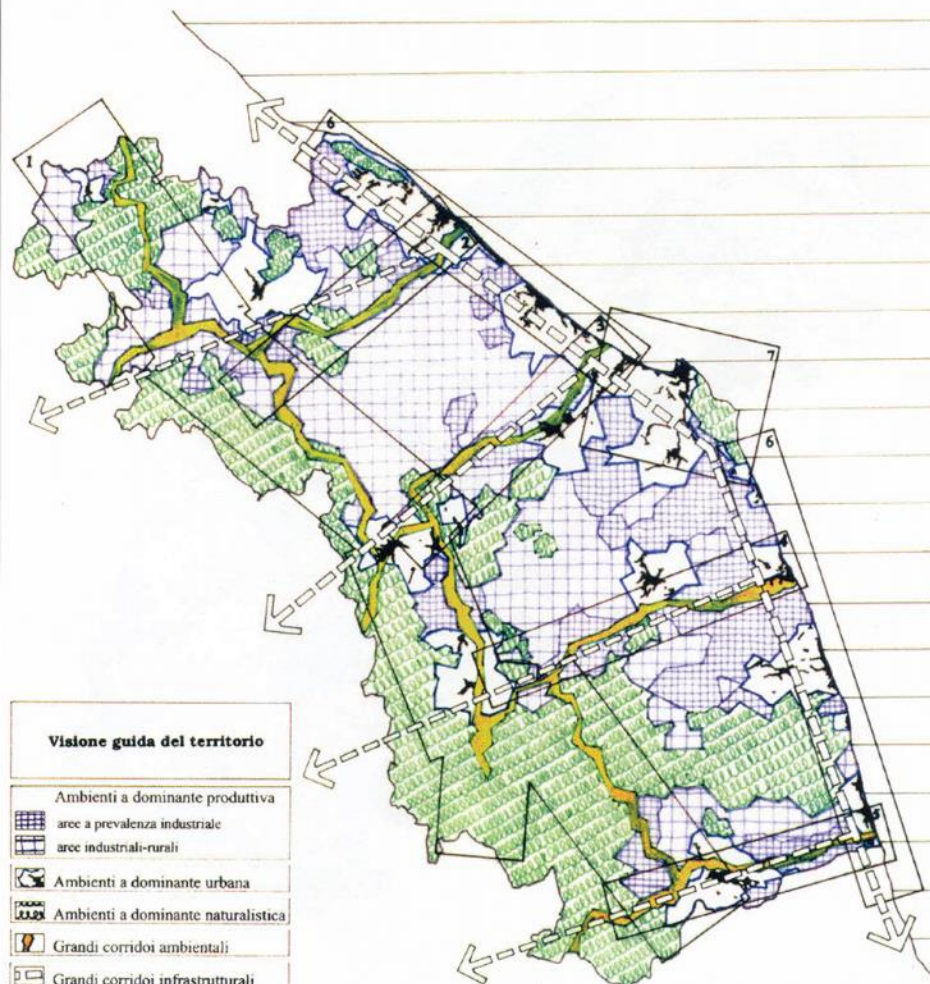 6
1
2
3
7
6
4
5
Visione guida del territorio
Ambienti a dominante produttiva
aree a prevalenza industriale
aree industriali-rurali
Ambienti a dominante urbana
Ambienti a dominante naturalistica
Grandi corridoi ambientali
Grandi corridoi infrastrutturali